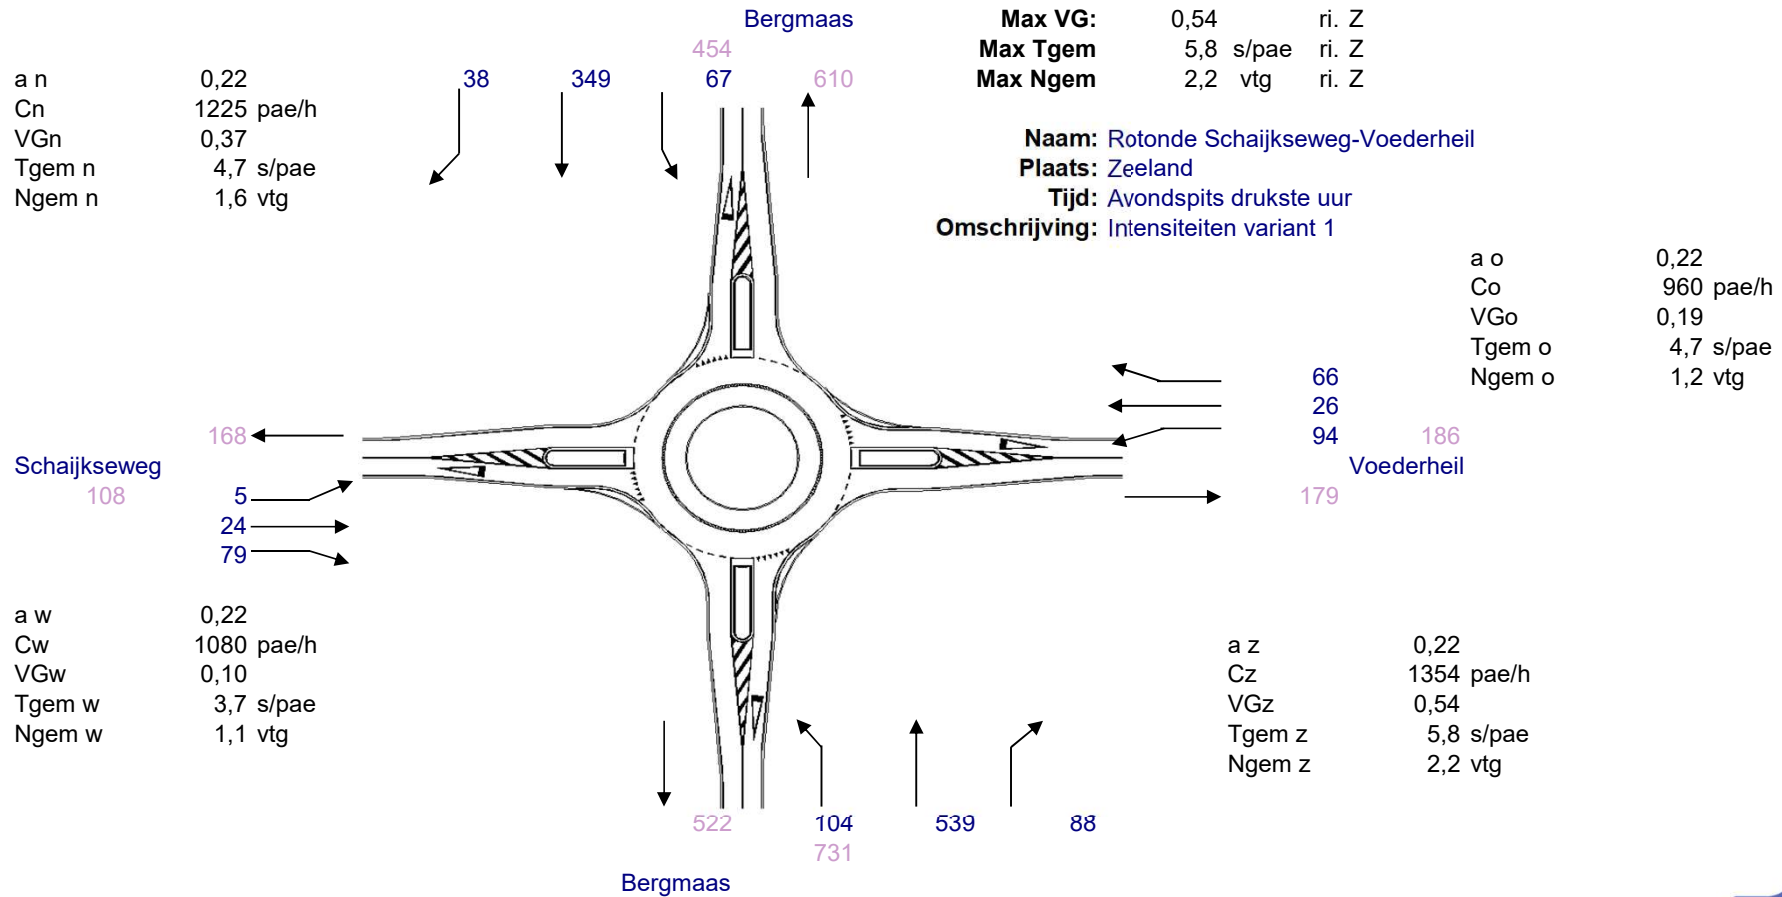 Bergmaas
454
38 349 67 610
a n 0,22
Cn 1225 pae/h
VGn 0,37
Tgem n 4,7 s/pae
Ngem n 1,6 vtg
Max VG: 0,54 ri. Z
Max Tgem 5,8 s/pae ri. Z
Max Ngem 2,2 vtg ri. Z
Naam: Rotonde Schaijkseweg-Voederheil
Plaats: Zeeland
Tijd: Avondspits drukste uur
Omschrijving: Intensiteiten variant 1
a o 0,22
Co 960 pae/h
VGo 0,19
Tgem o 4,7 s/pae
Ngem o 1,2 vtg
66
26
94 186
Voederheil
179
168
Schaijkseweg
108 5
24
79
a w 0,22
Cw 1080 pae/h
VGw 0,10
Tgem w 3,7 s/pae
Ngem w 1,1 vtg
a z 0,22
Cz 1354 pae/h
VGz 0,54
Tgem z 5,8 s/pae
Ngem z 2,2 vtg
522 104 539 88
731
Bergmaas